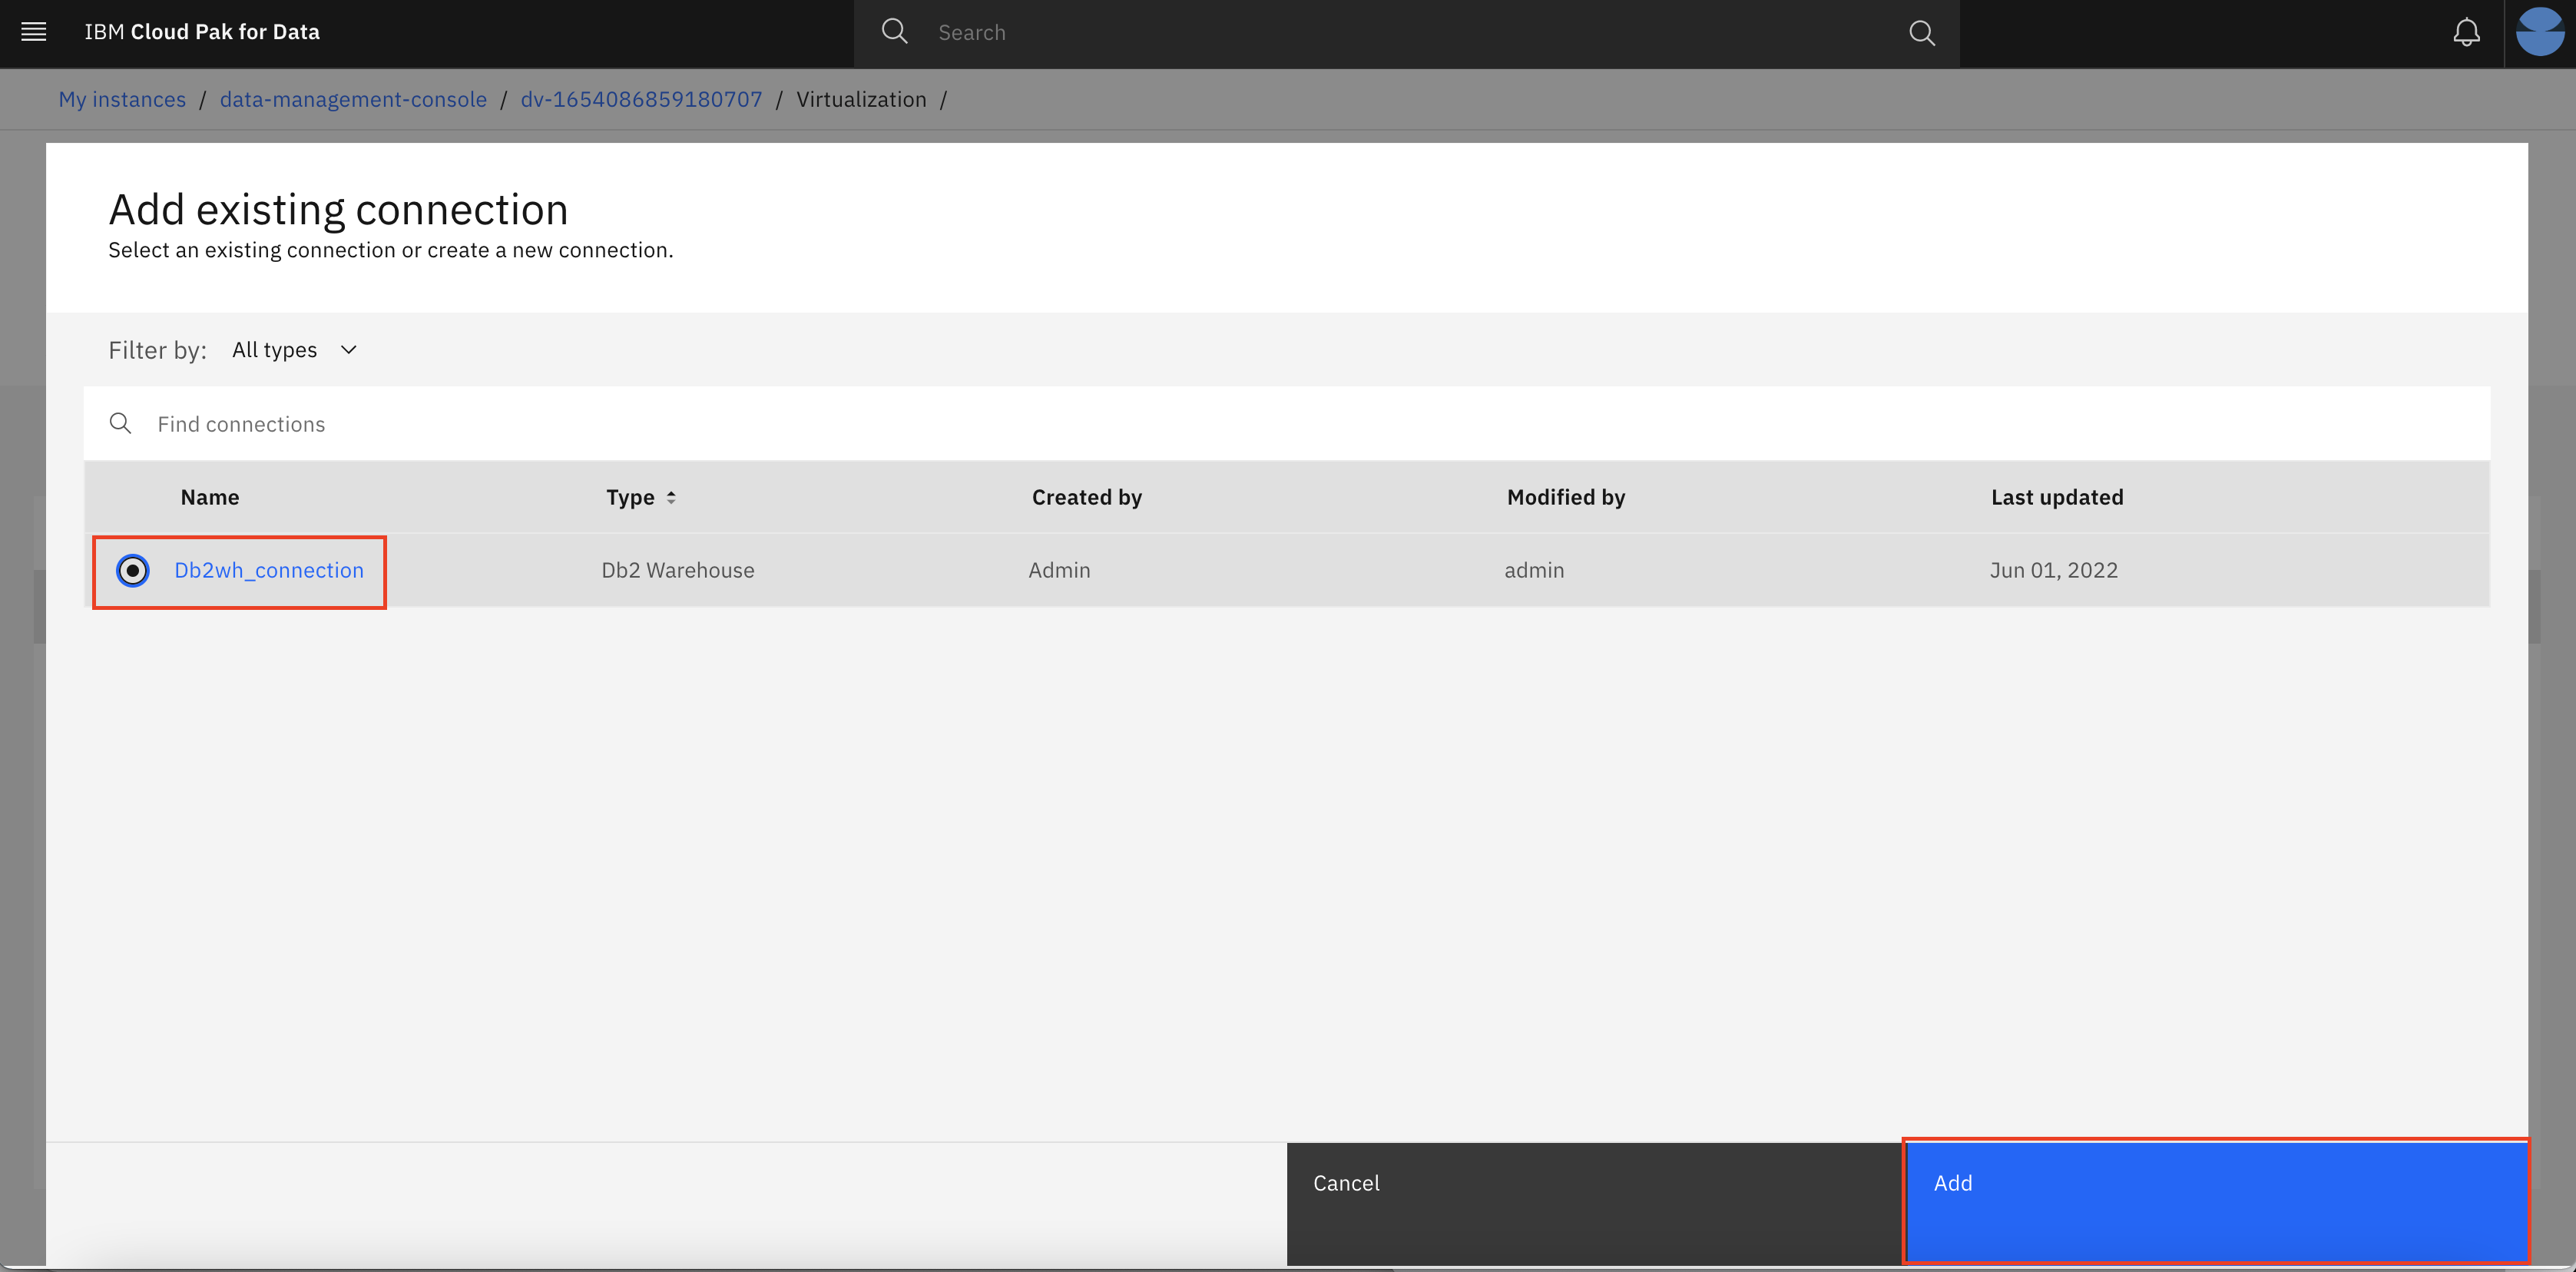 IBM Cloud Pak for Data
Search
My instances / data-management-console / dv-1654086859180707 / Virtualization /
Add existing connection
Select an existing connection or create a new connection.
Filter by: All types
Find connections
Name Type Created by Modified by Last updated
Db2wh_connection Db2 Warehouse Admin admin Jun 01, 2022
Cancel Add